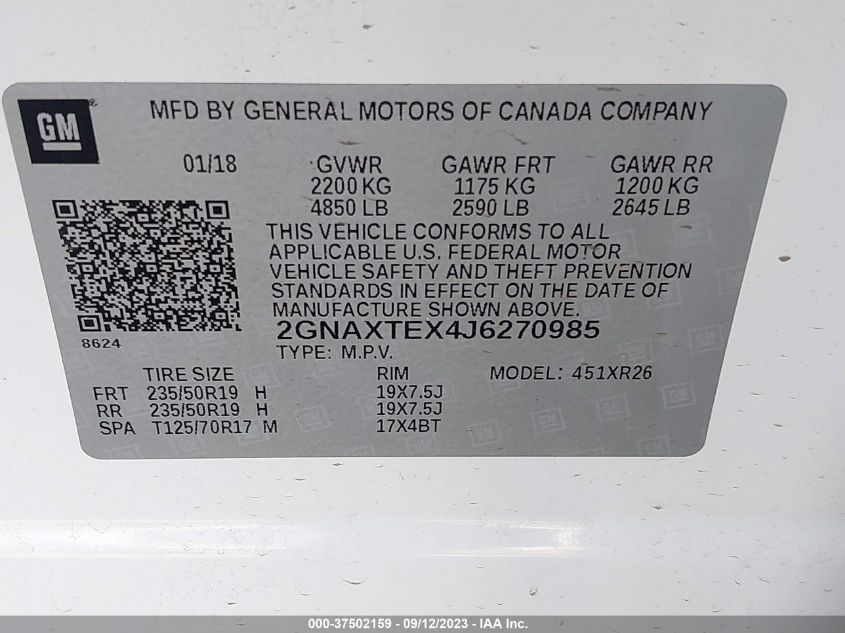 GM
MFD BY GENERAL MOTORS OF CANADA COMPANY
01/18 GVWR GAWR FRT GAWR RR
2200 KG 1175 KG 1200 KG
4850 LB 2590 LB 2645 LB
THIS VEHICLE CONFORMS TO ALL
APPLICABLE U.S. FEDERAL MOTOR
VEHICLE SAFETY AND THEFT PREVENTION
STANDARDS IN EFFECT ON THE DATE OF
MANUFACTURE SHOWN ABOVE.
2GNAXTEX4J6270985
8624
TYPE: M.P.V.
TIRE SIZE RIM MODEL: 451XR26
FRT 235/50R19 H 19X7.5J
RR 235/50R19 H 19X7.5J
SPA T125/70R17 M 17X4BT
000-37502159 - 09/12/2023 - IAA Inc.